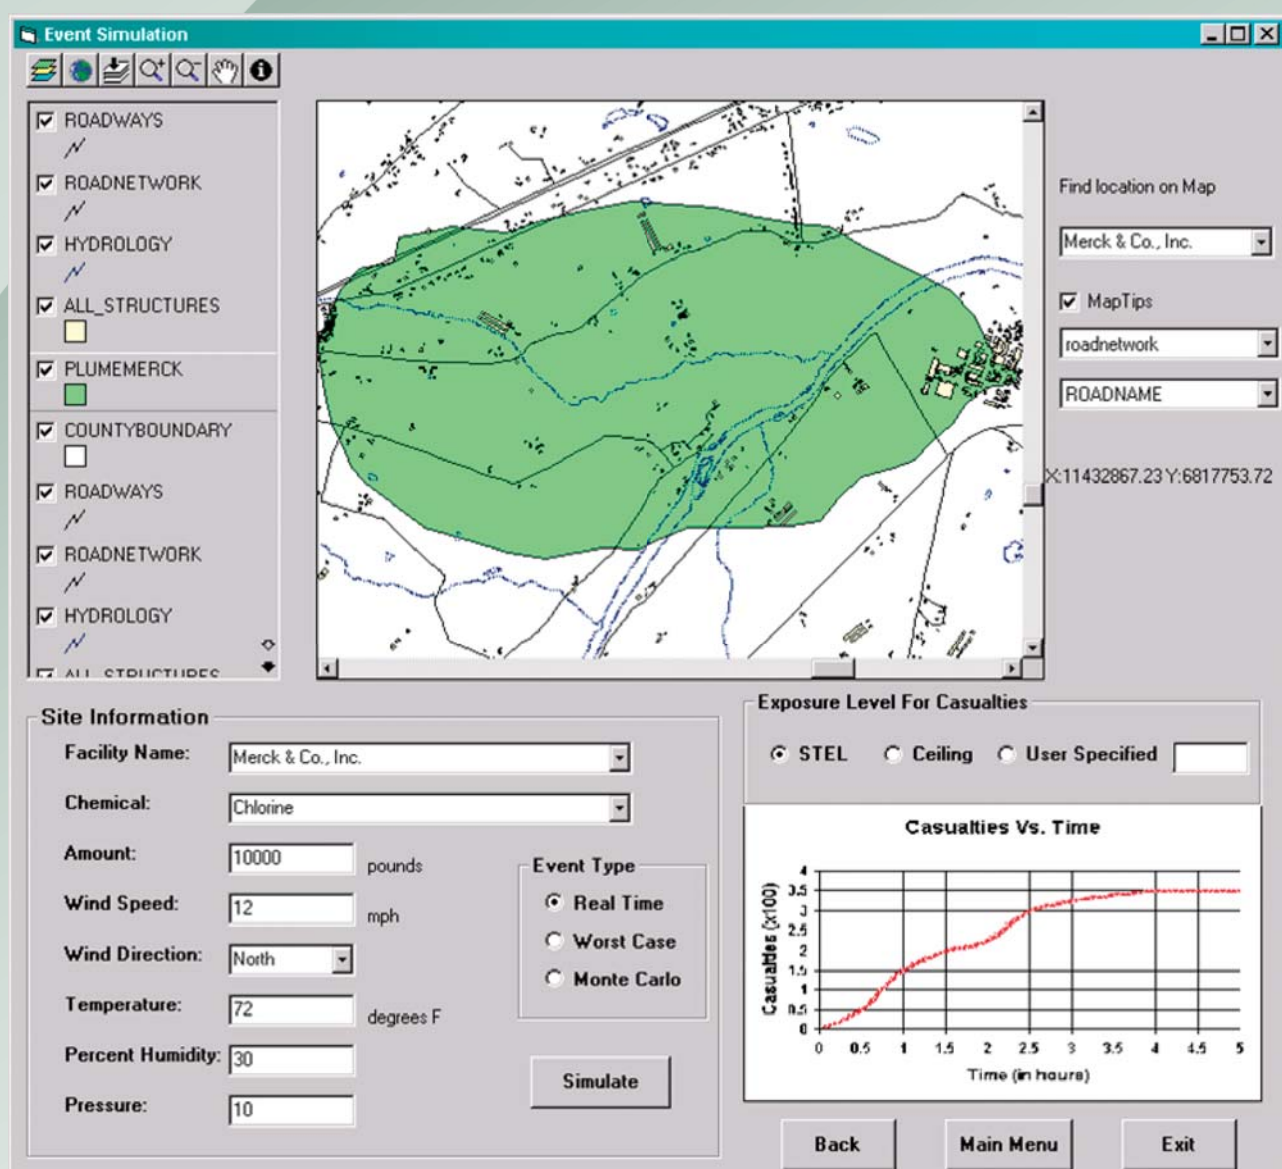 Event Simulation
ROADWAYS
ROADNETWORK
HYDROLOGY
ALL_STRUCTURES
PLUMEMERCK
COUNTYBOUNDARY
ROADWAYS
ROADNETWORK
HYDROLOGY
ALL STRUCTURES
Find location on Map
Merck & Co., Inc.
MapTips
roadnetwork
ROADNAME
X:11432867.23 Y:6817753.72
Site Information
Facility Name: Merck & Co., Inc.
Chemical: Chlorine
Amount: 10000 pounds
Wind Speed: 12 mph
Wind Direction: North
Temperature: 72 degrees F
Percent Humidity: 30
Pressure: 10
Event Type
Real Time
Worst Case
Monte Carlo
Simulate
Exposure Level For Casualties
STEL Ceiling User Specified
Casualties Vs. Time
Casualties (x100)
4
3.5
3
2.5
2
1.5
1
0.5
0
0 0.5 1 1.5 2 2.5 3 3.5 4 4.5 5
Time (in hours)
Back Main Menu Exit